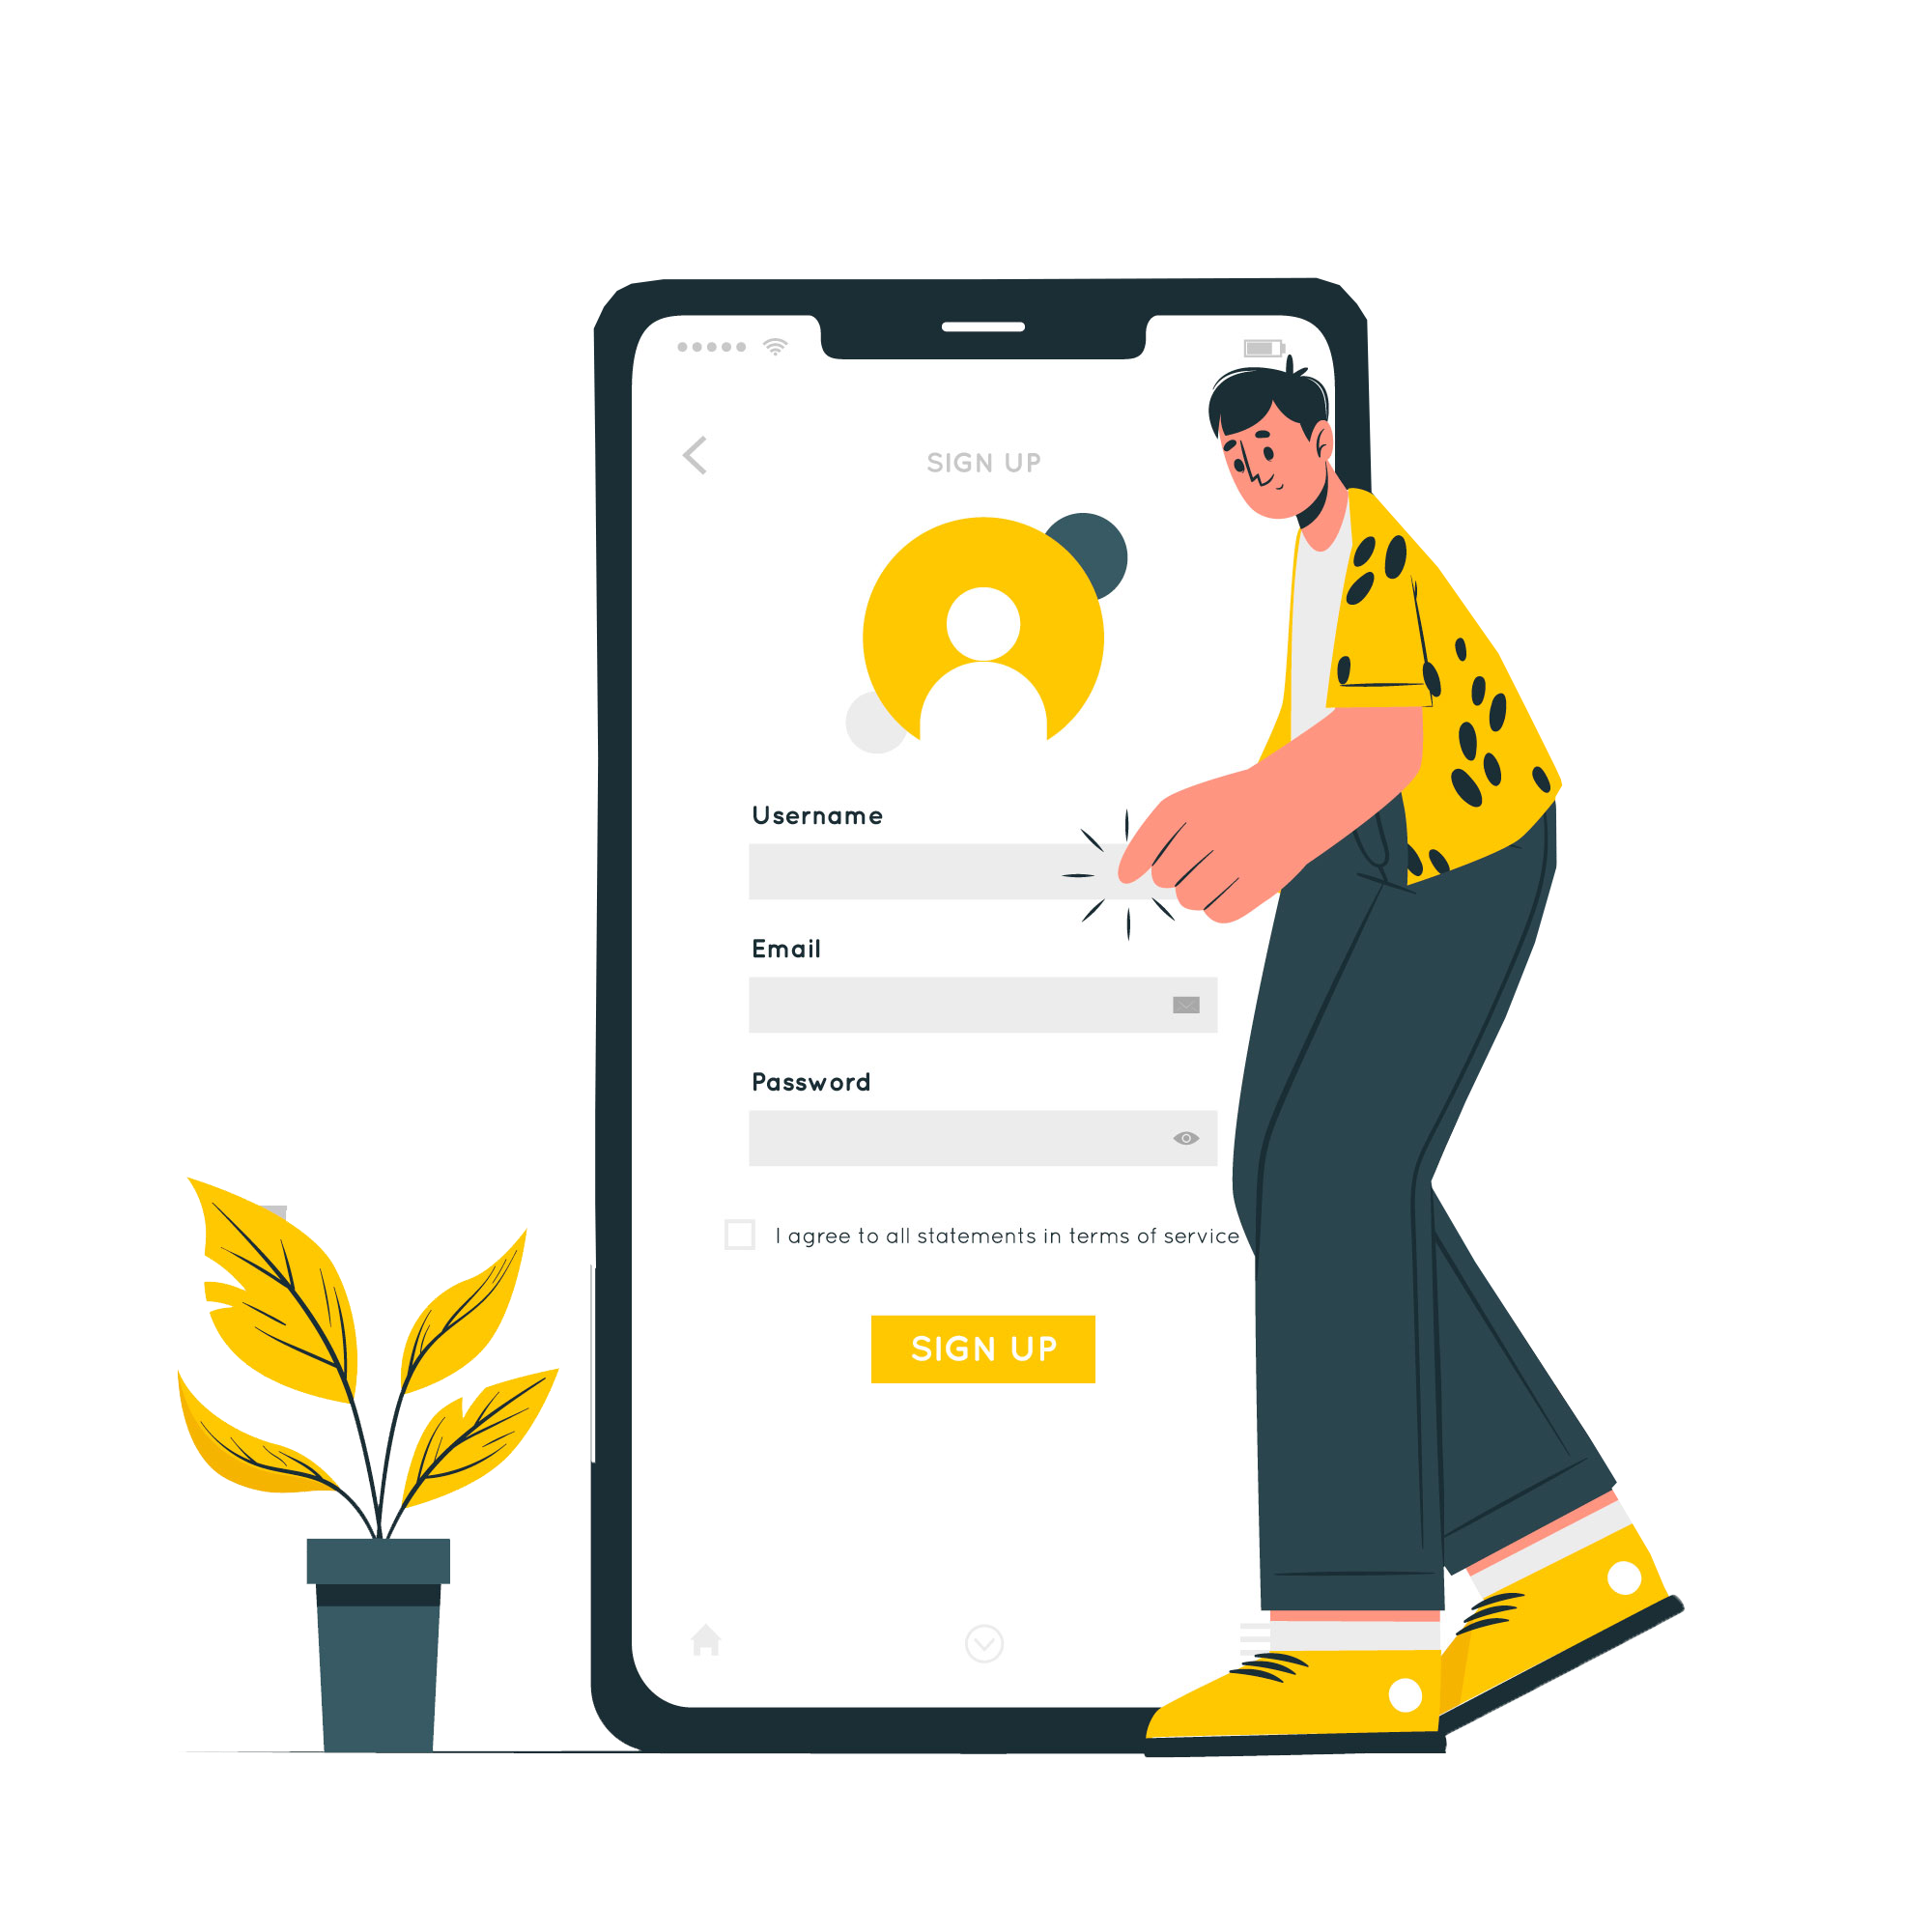 SIGN UP
Username
Email
Password
I agree to all statements in terms of service
SIGN UP